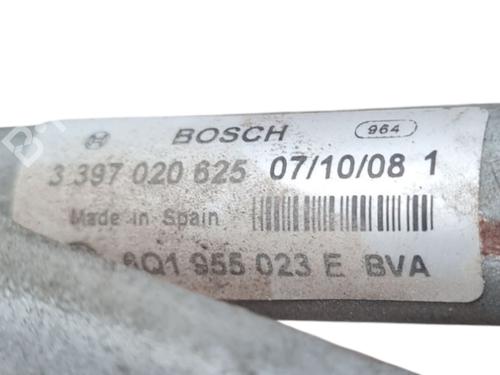 BOSCH 964
3 397 020 625 07/10/08 1
Made in Spain
6Q1 955 023 E BVA